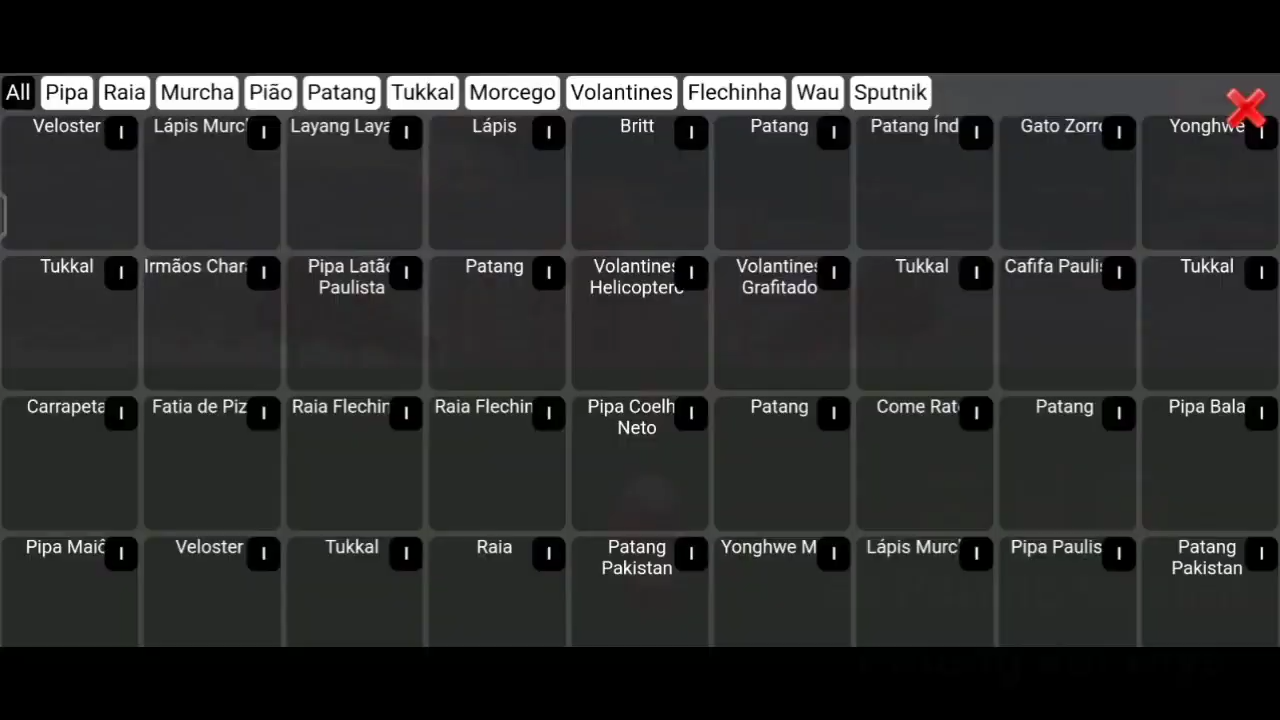 All Pipa Raia Murcha Pião Patang Tukkal Morcego Volantines Flechinha Wau Sputnik
Veloster I Lápis Murc I Layang Laya I Lápis I Britt I Patang I Patang Índ I Gato Zorr I Yonghwe I
Tukkal I Irmãos Char I Pipa Latão I Patang I Volantines I Volantines I Tukkal I Cafifa Paulis I Tukkal I
Paulista Helicoptero Grafitado
Carrapeta I Fatia de Piz I Raia Flechin I Raia Flechin I Pipa Coelh I Patang I Come Rat I Patang I Pipa Bala I
Neto
Pipa Maiô I Veloster I Tukkal I Raia I Patang I Yonghwe M I Lápis Murc I Pipa Paulis I Patang I
Pakistan Pakistan